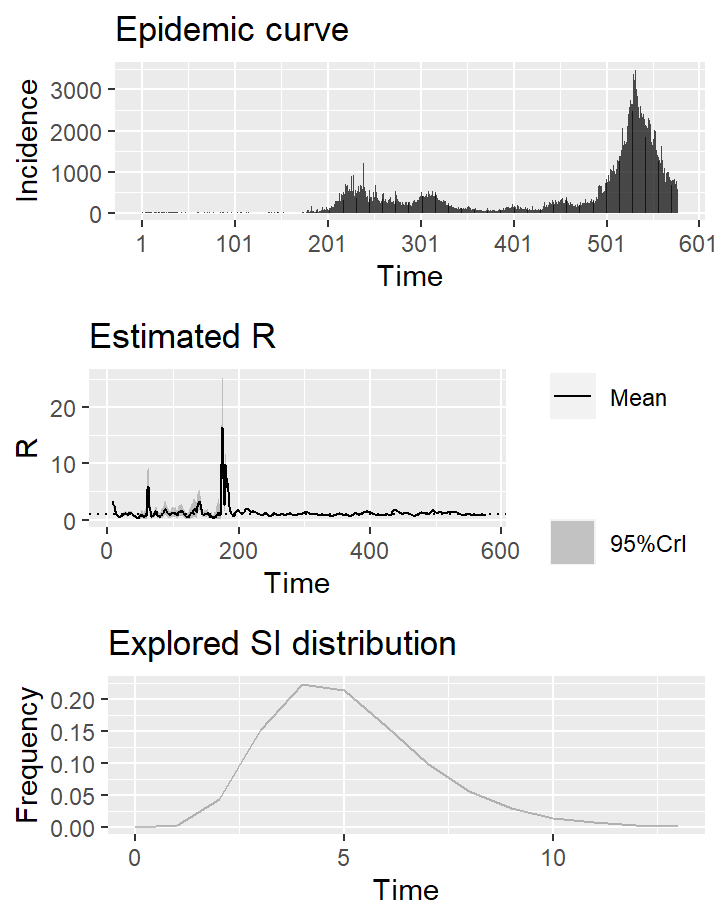 Epidemic curve
3000
2000
1000
0
Incidence
1 101 201 301 401 501 601
Time
Estimated R
20
10
0
R
0 200 400 600
Time
Mean
95%CrI
Explored SI distribution
0.20
0.15
0.10
0.05
0.00
Frequency
0 5 10
Time